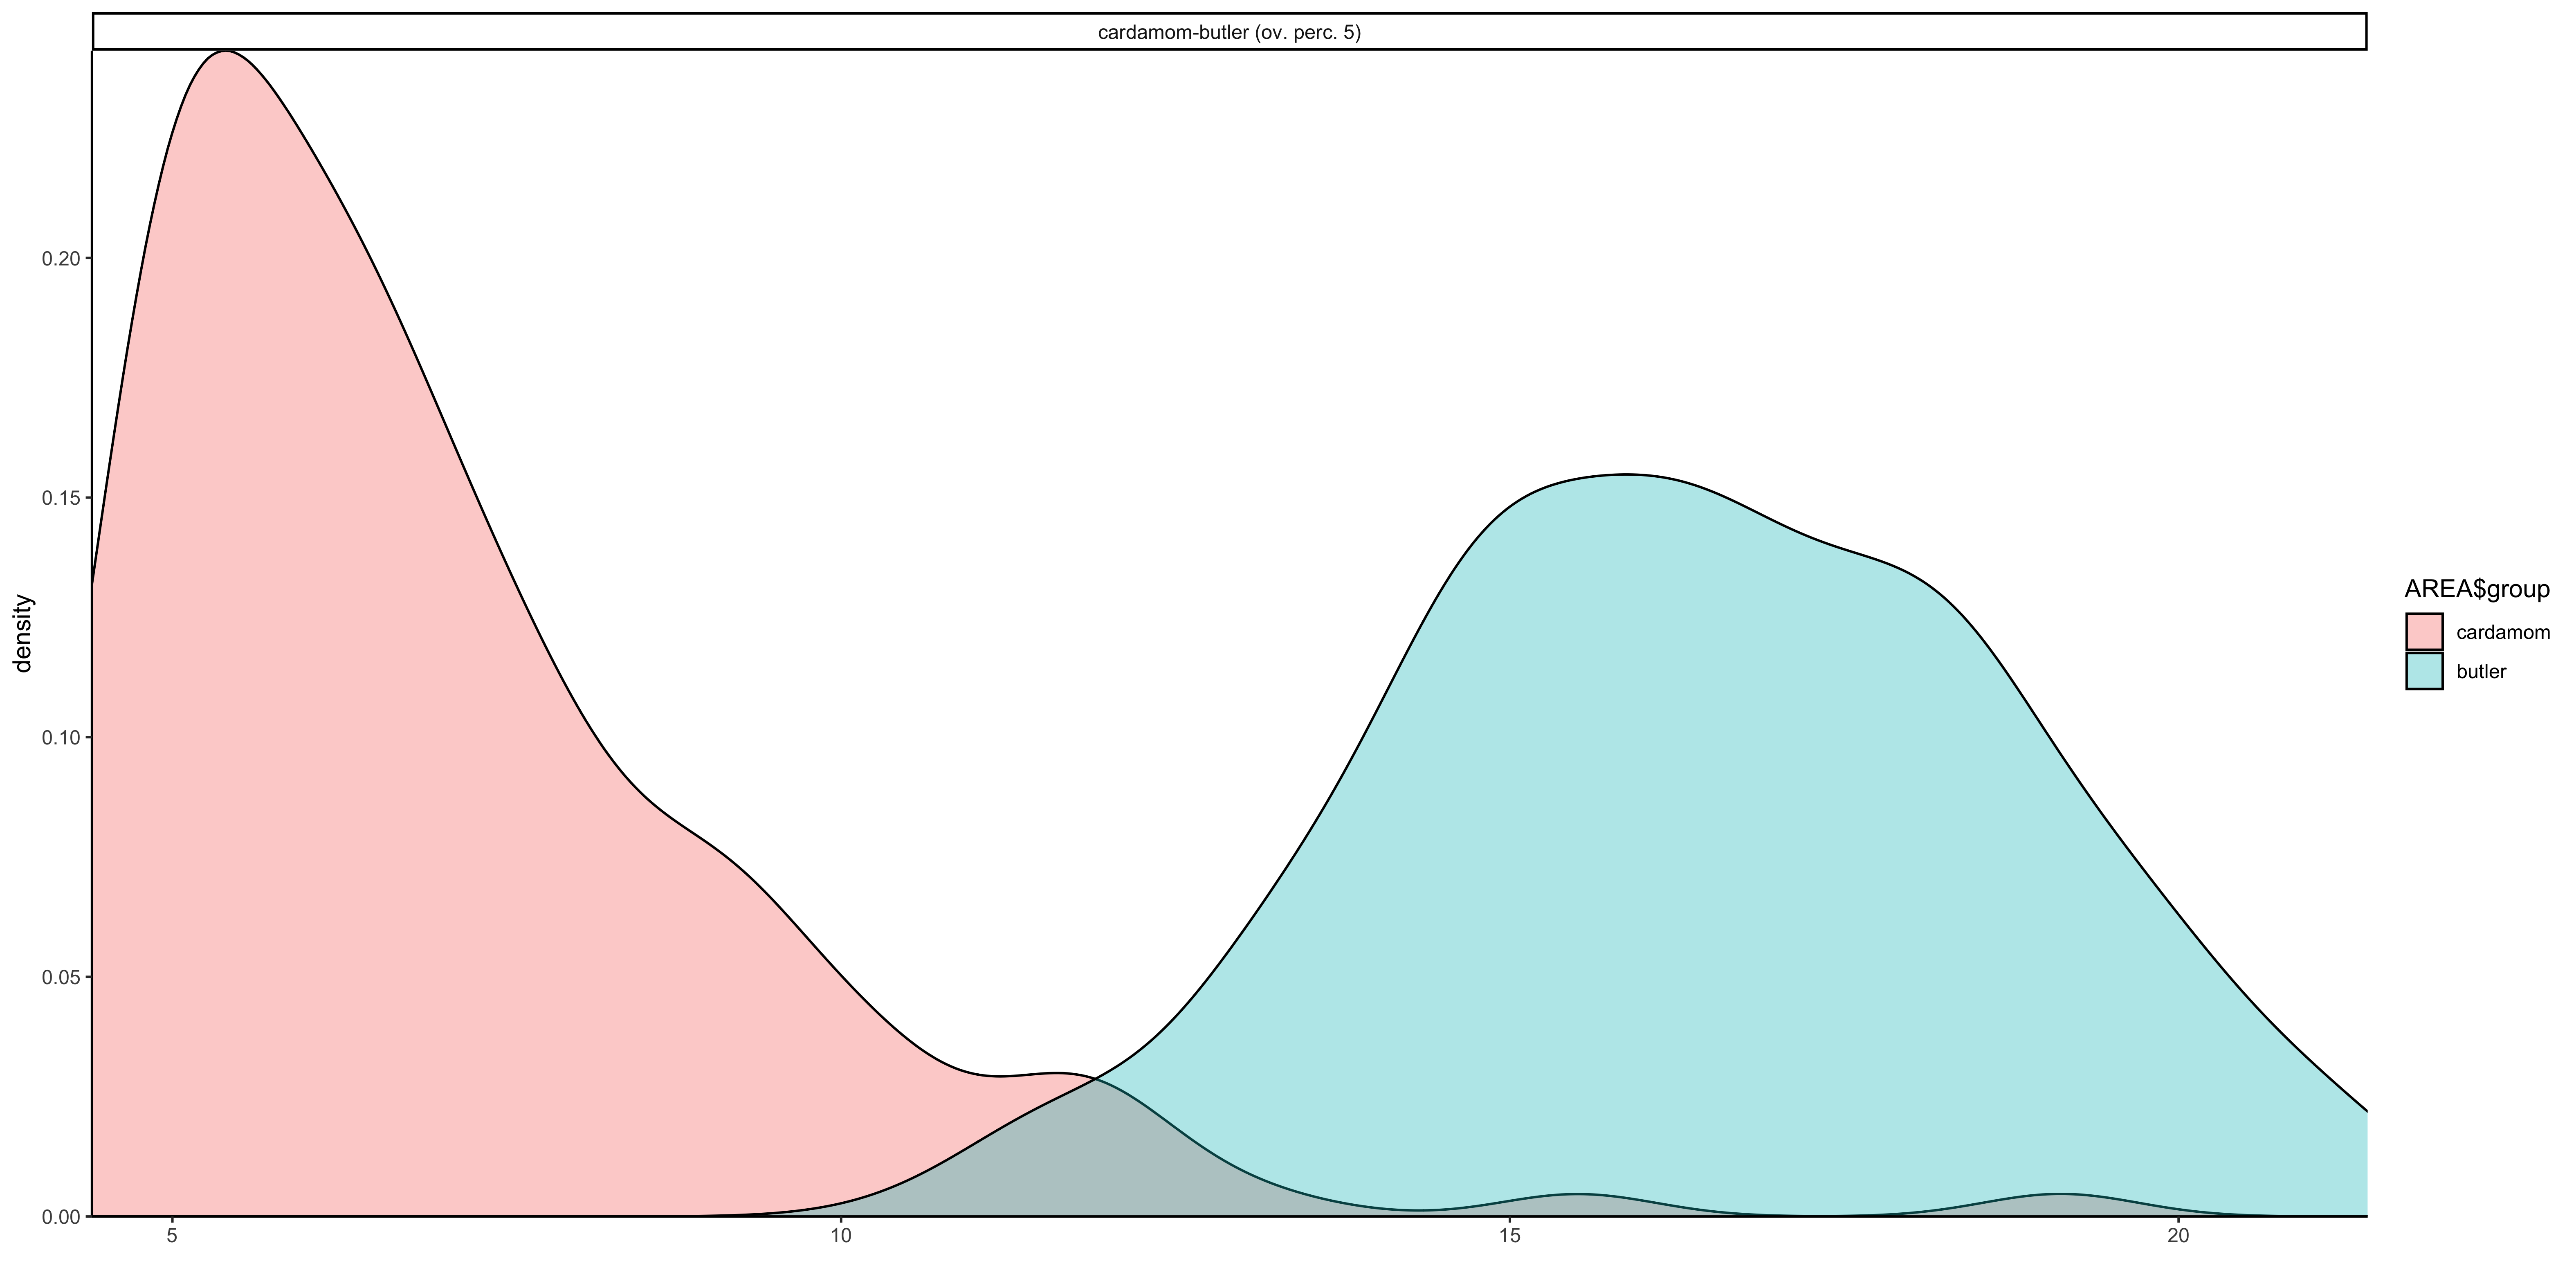 cardamom-butler (ov. perc. 5)
0.20
0.15
0.10
0.05
0.00
density
5
10
15
20
AREA$group
cardamom
butler